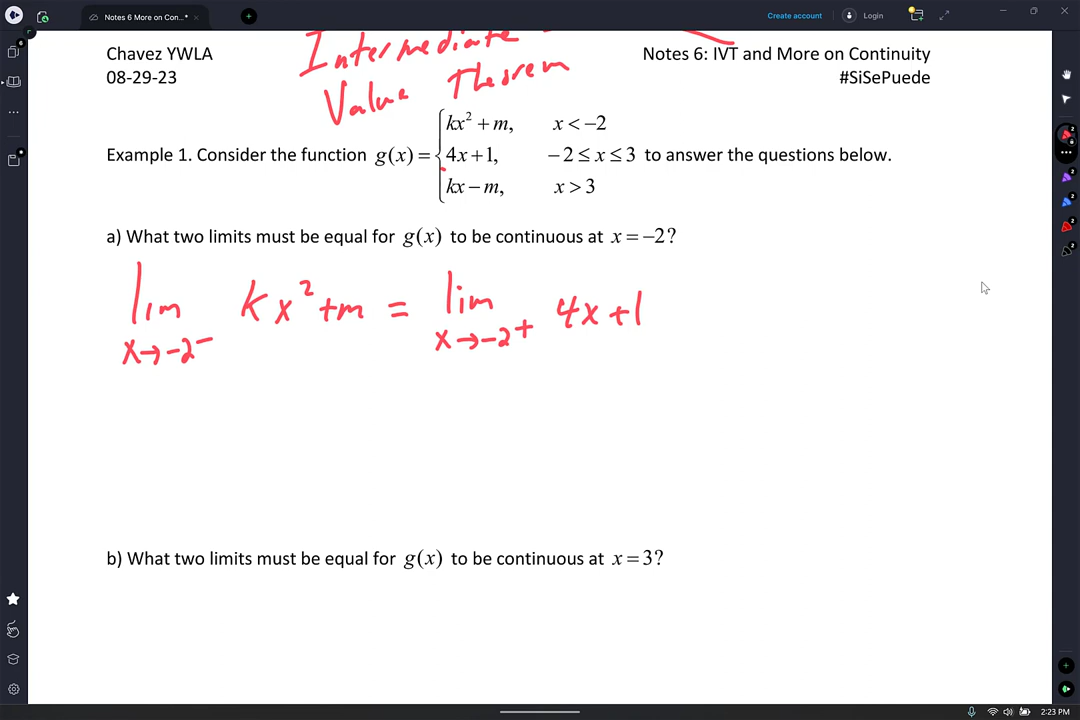 Notes 6 More on Con...*
Create account
Login
Intermediate
Value Theorem
Chavez YWLA
08-29-23
Notes 6: IVT and More on Continuity
#SiSePuede
Example 1. Consider the function g(x) = { kx² + m, x < −2
4x + 1, −2 ≤ x ≤ 3 to answer the questions below.
kx − m, x > 3
a) What two limits must be equal for g(x) to be continuous at x = −2?
lim x→−2⁻ kx² + m = lim x→−2⁺ 4x + 1
b) What two limits must be equal for g(x) to be continuous at x = 3?
2:23 PM